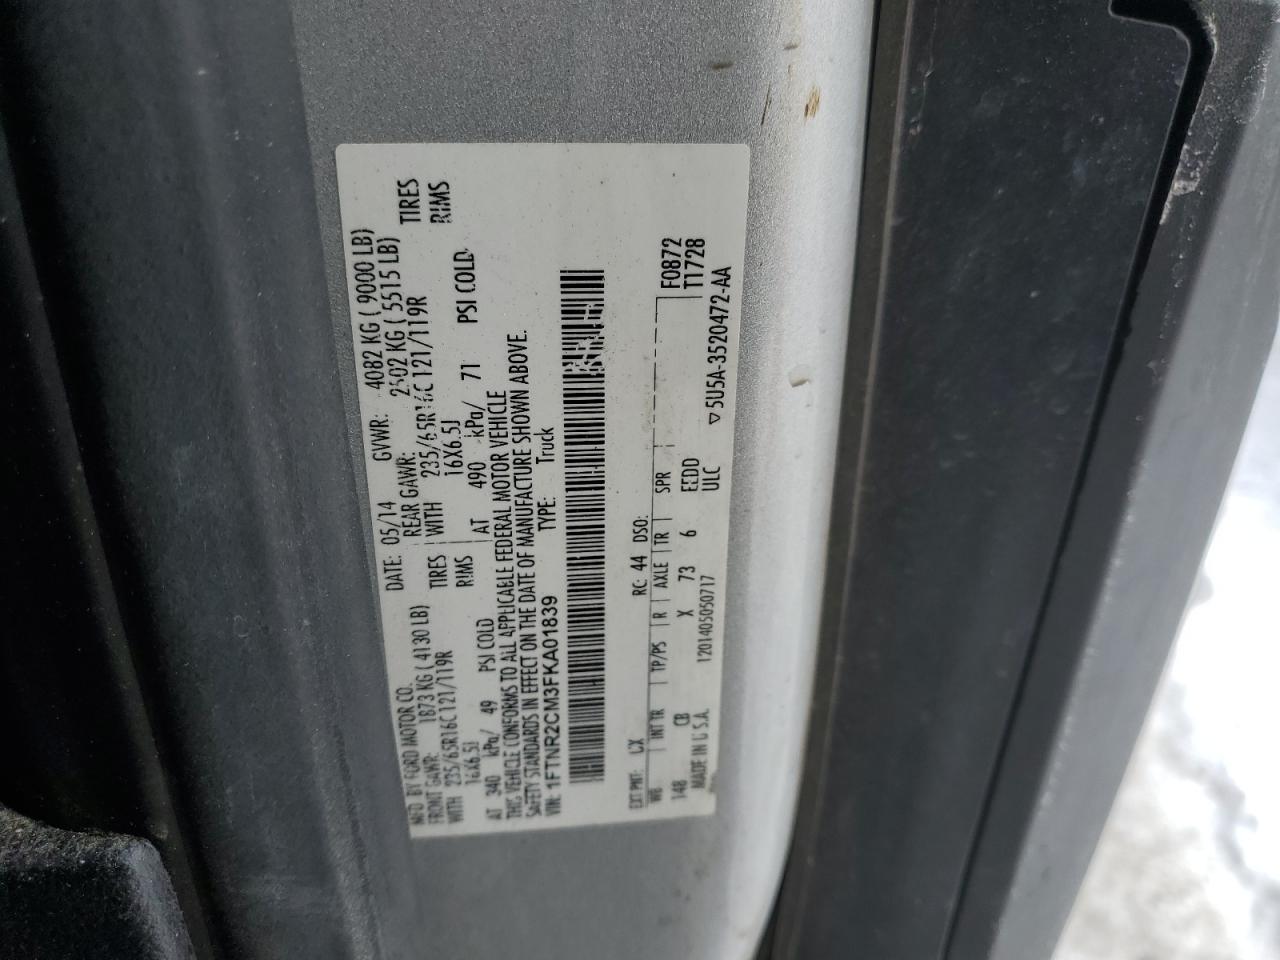 MFD BY FORD MOTOR CO. DATE: 05/14 GVWR: 4082 KG ( 9000 LB)
FRONT GAWR: 1873 KG ( 4130 LB) REAR GAWR: 2502 KG ( 5515 LB)
WITH 235/65R16C 121/119R TIRES WITH 235/65R16C 121/119R TIRES
16X6.5J RIMS 16X6.5J RIMS
AT 340 kPa/ 49 PSI COLD AT 490 kPa/ 71 PSI COLD
THIS VEHICLE CONFORMS TO ALL APPLICABLE FEDERAL MOTOR VEHICLE
SAFETY STANDARDS IN EFFECT ON THE DATE OF MANUFACTURE SHOWN ABOVE.
VIN: 1FTNR2CM3FKA01839 TYPE: Truck
EXT PNT: CX RC: 44 DSO:
WB INT TR TP/PS R AXLE TR SPR F0872
148 CB X 73 6 EEDD T1728
MADE IN U.S.A. 1201405050717 ULC ▽5U5A-3520472-AA